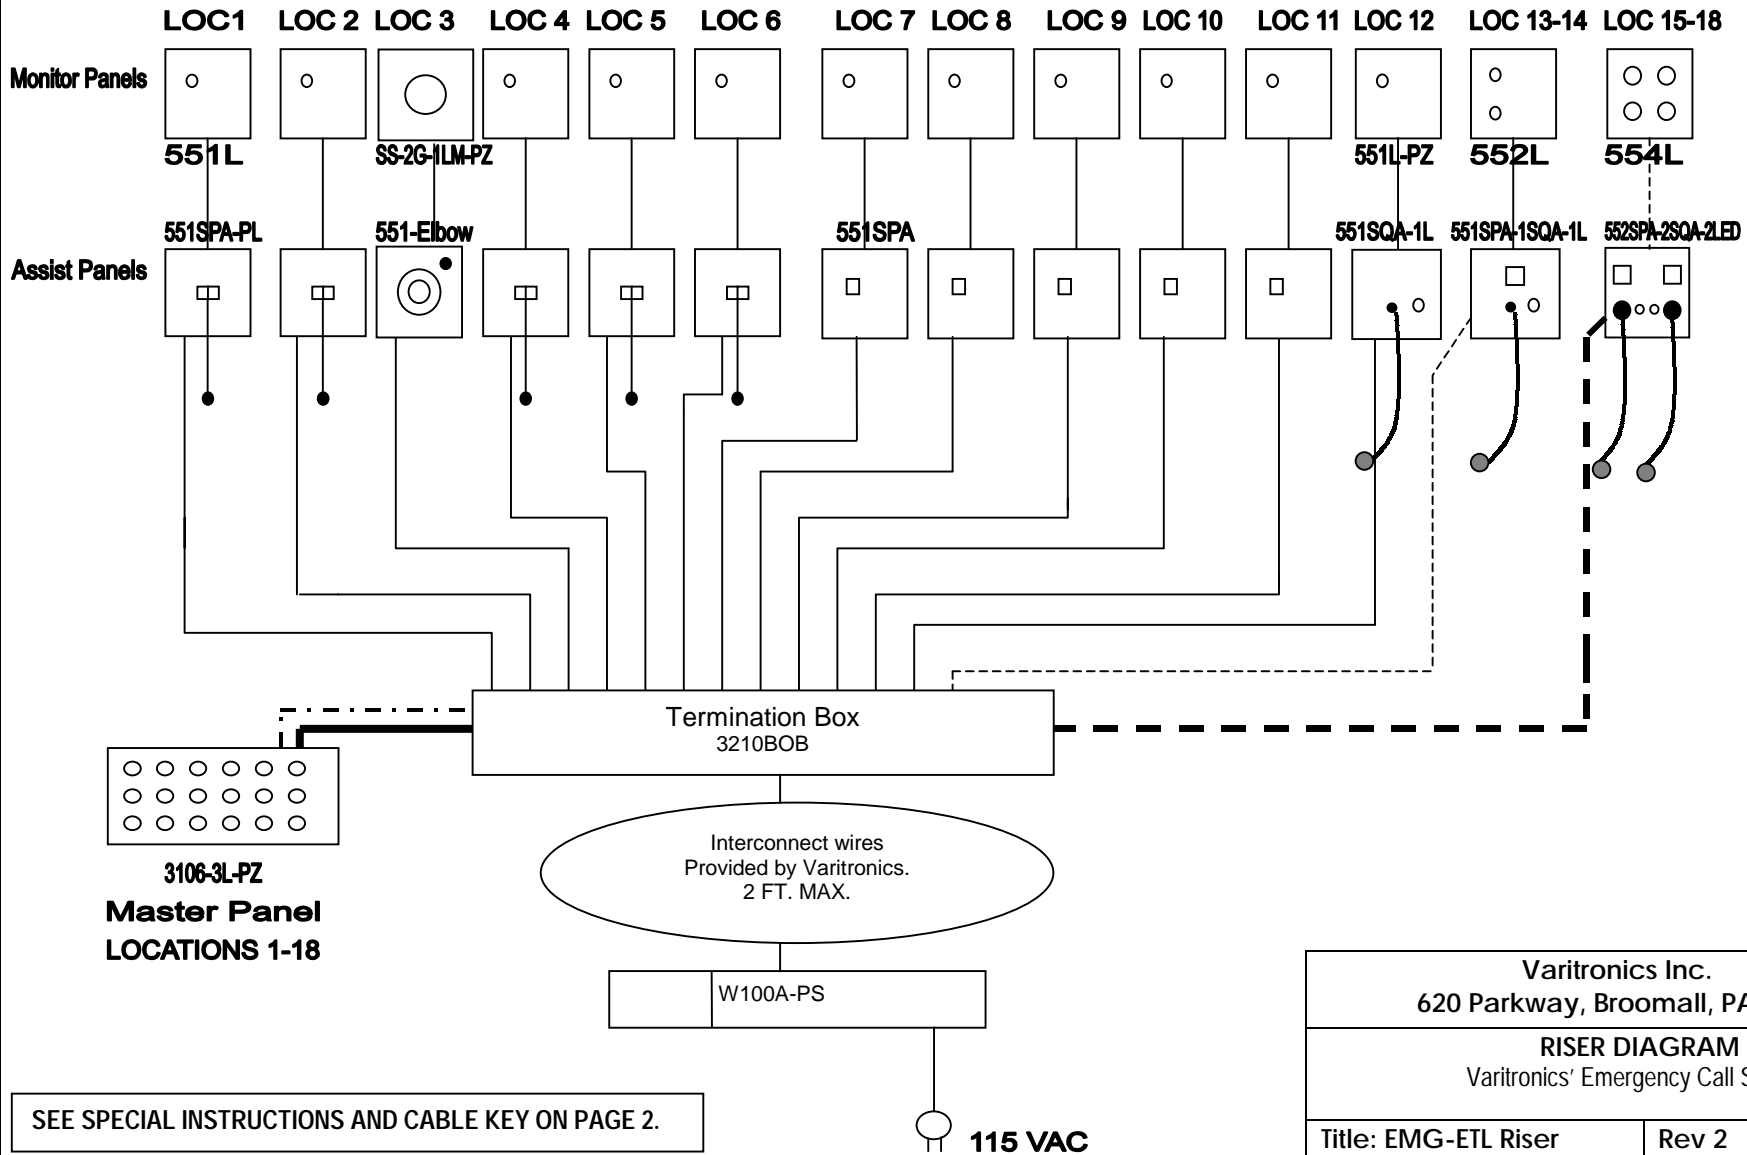 LOC1 LOC 2 LOC 3 LOC 4 LOC 5 LOC 6 LOC 7 LOC 8 LOC 9 LOC 10 LOC 11 LOC 12 LOC 13-14 LOC 15-18
Monitor Panels
551L SS-2G-1LM-PZ 551L-PZ 552L 554L
551SPA-PL 551-Elbow 551SPA 551SQA-1L 551SPA-1SQA-1L 552SPA-2SQA-2LED
Assist Panels
Termination Box
3210BOB
3106-3L-PZ
Master Panel
LOCATIONS 1-18
Interconnect wires
Provided by Varitronics.
2 FT. MAX.
W100A-PS
115 VAC
SEE SPECIAL INSTRUCTIONS AND CABLE KEY ON PAGE 2.
Varitronics Inc.
620 Parkway, Broomall, PA
RISER DIAGRAM
Varitronics' Emergency Call S
Title: EMG-ETL Riser Rev 2